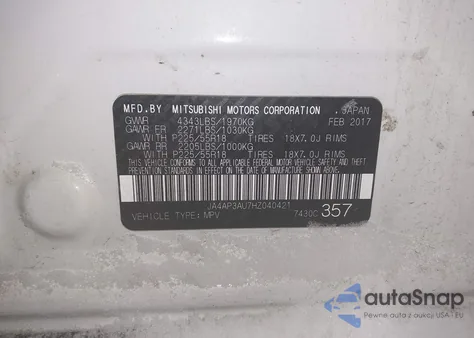 MFD.BY MITSUBISHI MOTORS CORPORATION , JAPAN
GVWR 4343LBS/1970KG FEB 2017
GAWR FR 2271LBS/1030KG
WITH P225/55R18 TIRES 18X7.0J RIMS
GAWR RR 2205LBS/1000KG
WITH P225/55R18 TIRES 18X7.0J RIMS
THIS VEHICLE CONFORMS TO ALL APPLICABLE FEDERAL MOTOR VEHICLE SAFETY, BUMPER, AND THEFT
PREVENTION STANDARDS IN EFFECT ON THE DATE OF MANUFACTURE SHOWN ABOVE.
JA4AP3AU7HZ040421
VEHICLE TYPE: MPV 7430C 357
autoSnap
Pewne auta z aukcji USA i EU